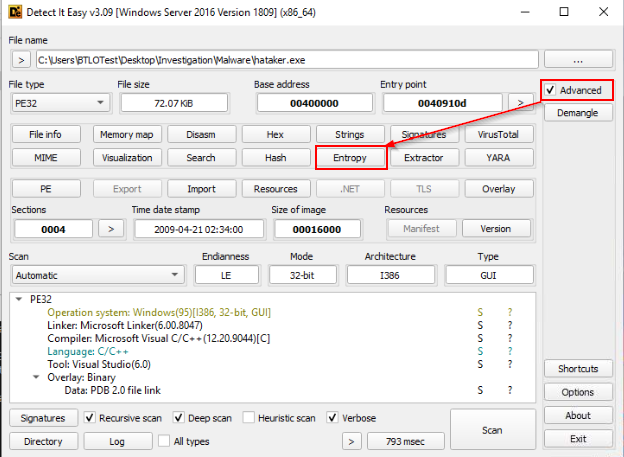 Detect It Easy v3.09 [Windows Server 2016 Version 1809] (x86_64)
File name
> C:\Users\BTLOTest\Desktop\Investigation\Malware\hataker.exe ...
File type File size Base address Entry point Advanced
PE32 72.07 KiB 00400000 0040910d >
Demangle
File info Memory map Disasm Hex Strings Signatures VirusTotal
MIME Visualization Search Hash Entropy Extractor YARA
PE Export Import Resources .NET TLS Overlay
Sections Time date stamp Size of image Resources
0004 > 2009-04-21 02:34:00 00016000 Manifest Version
Scan Endianness Mode Architecture Type
Automatic LE 32-bit I386 GUI
PE32
Operation system: Windows(95)[I386, 32-bit, GUI] S ?
Linker: Microsoft Linker(6.00.8047) S ?
Compiler: Microsoft Visual C/C++(12.20.9044)[C] S ?
Language: C/C++ S ?
Tool: Visual Studio(6.0) S ?
Overlay: Binary
Data: PDB 2.0 file link S ?
Shortcuts
Options
Signatures Recursive scan Deep scan Heuristic scan Verbose Scan About
Directory Log All types > 793 msec Exit